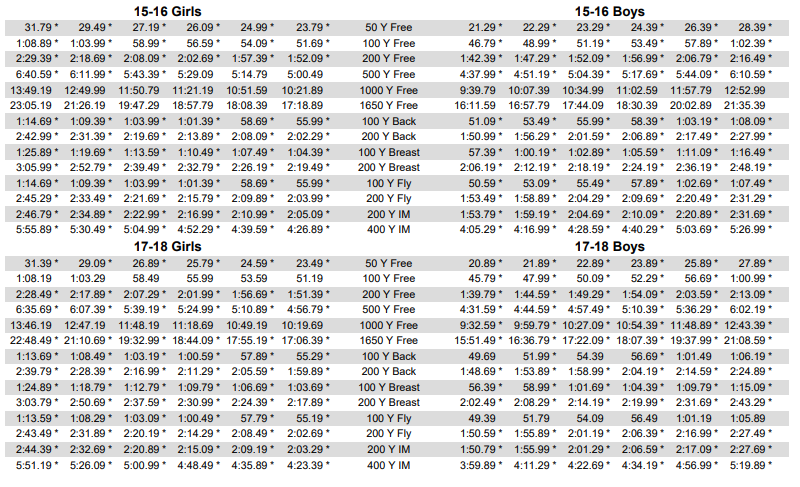 15-16 Girls 15-16 Boys
31.79 * 29.49 * 27.19 * 26.09 * 24.99 * 23.79 * 50 Y Free 21.29 * 22.29 * 23.29 * 24.39 * 26.39 * 28.39 *
1:08.89 * 1:03.99 * 58.99 * 56.59 * 54.09 * 51.69 * 100 Y Free 46.79 * 48.99 * 51.19 * 53.49 * 57.89 * 1:02.39 *
2:29.39 * 2:18.69 * 2:08.09 * 2:02.69 * 1:57.39 * 1:52.09 * 200 Y Free 1:42.39 * 1:47.29 * 1:52.09 * 1:56.99 * 2:06.79 * 2:16.49 *
6:40.59 * 6:11.99 * 5:43.39 * 5:29.09 5:14.79 5:00.49 500 Y Free 4:37.99 * 4:51.19 * 5:04.39 * 5:17.69 * 5:44.09 * 6:10.59 *
13:49.19 12:49.99 11:50.79 11:21.19 10:51.59 10:21.89 1000 Y Free 9:39.79 10:07.39 10:34.99 11:02.59 11:57.79 12:52.99
23:05.19 21:26.19 19:47.29 18:57.79 18:08.39 17:18.89 1650 Y Free 16:11.59 16:57.79 17:44.09 18:30.39 20:02.89 21:35.39
1:14.69 * 1:09.39 * 1:03.99 * 1:01.39 * 58.69 * 55.99 * 100 Y Back 51.09 * 53.49 * 55.99 * 58.39 * 1:03.19 * 1:08.09 *
2:42.99 * 2:31.39 * 2:19.69 * 2:13.89 * 2:08.09 * 2:02.29 * 200 Y Back 1:50.99 * 1:56.29 * 2:01.59 * 2:06.89 * 2:17.49 * 2:27.99 *
1:25.89 * 1:19.69 * 1:13.59 * 1:10.49 * 1:07.49 * 1:04.39 * 100 Y Breast 57.39 * 1:00.19 * 1:02.89 * 1:05.59 * 1:11.09 * 1:16.49 *
3:05.99 * 2:52.79 * 2:39.49 * 2:32.79 * 2:26.19 * 2:19.49 * 200 Y Breast 2:06.19 * 2:12.19 * 2:18.19 * 2:24.19 * 2:36.19 * 2:48.19 *
1:14.69 * 1:09.39 * 1:03.99 * 1:01.39 * 58.69 * 55.99 * 100 Y Fly 50.59 * 53.09 * 55.49 * 57.89 * 1:02.69 * 1:07.49 *
2:45.29 * 2:33.49 * 2:21.69 * 2:15.79 * 2:09.89 * 2:03.99 * 200 Y Fly 1:53.49 * 1:58.89 * 2:04.29 * 2:09.69 * 2:20.49 * 2:31.29 *
2:46.79 * 2:34.89 * 2:22.99 * 2:16.99 * 2:10.99 * 2:05.09 * 200 Y IM 1:53.79 * 1:59.19 * 2:04.69 * 2:10.09 * 2:20.89 * 2:31.69 *
5:55.89 * 5:30.49 * 5:04.99 * 4:52.29 * 4:39.59 * 4:26.89 * 400 Y IM 4:05.29 * 4:16.99 * 4:28.59 * 4:40.29 * 5:03.69 * 5:26.99 *
17-18 Girls 17-18 Boys
31.39 * 29.09 * 26.89 * 25.79 * 24.59 * 23.49 * 50 Y Free 20.89 * 21.89 * 22.89 * 23.89 * 25.89 * 27.89 *
1:08.19 1:03.29 58.49 55.99 53.59 51.19 100 Y Free 45.79 * 47.99 * 50.09 * 52.29 * 56.69 * 1:00.99 *
2:28.49 * 2:17.89 * 2:07.29 * 2:01.99 * 1:56.69 * 1:51.39 * 200 Y Free 1:39.79 * 1:44.59 * 1:49.29 * 1:54.09 * 2:03.59 * 2:13.09 *
6:35.69 * 6:07.39 * 5:39.19 * 5:24.99 * 5:10.89 * 4:56.79 * 500 Y Free 4:31.59 * 4:44.59 * 4:57.49 * 5:10.39 * 5:36.29 * 6:02.19 *
13:46.19 12:47.19 11:48.19 11:18.69 10:49.19 10:19.69 1000 Y Free 9:32.59 * 9:59.79 * 10:27.09 * 10:54.39 * 11:48.89 * 12:43.39 *
22:48.49 * 21:10.69 * 19:32.99 * 18:44.09 * 17:55.19 * 17:06.39 * 1650 Y Free 15:51.49 * 16:36.79 * 17:22.09 * 18:07.39 * 19:37.99 * 21:08.59 *
1:13.69 * 1:08.49 * 1:03.19 * 1:00.59 * 57.89 * 55.29 * 100 Y Back 49.69 51.99 * 54.39 56.69 * 1:01.49 1:06.19 *
2:39.79 * 2:28.39 * 2:16.99 * 2:11.29 * 2:05.59 * 1:59.89 * 200 Y Back 1:48.69 * 1:53.89 * 1:58.99 * 2:04.19 * 2:14.59 * 2:24.89 *
1:24.89 * 1:18.79 * 1:12.79 * 1:09.79 * 1:06.69 * 1:03.69 * 100 Y Breast 56.39 * 58.99 * 1:01.69 * 1:04.39 * 1:09.79 * 1:15.09 *
3:03.79 * 2:50.69 * 2:37.59 * 2:30.99 * 2:24.39 * 2:17.89 * 200 Y Breast 2:02.49 * 2:08.29 * 2:14.19 * 2:19.99 * 2:31.69 * 2:43.29 *
1:13.59 * 1:08.29 * 1:03.09 * 1:00.49 * 57.79 * 55.19 * 100 Y Fly 49.39 51.79 54.09 56.49 1:01.19 1:05.89
2:43.49 * 2:31.89 * 2:20.19 * 2:14.29 * 2:08.49 * 2:02.69 * 200 Y Fly 1:50.59 * 1:55.89 * 2:01.19 * 2:06.39 * 2:16.99 * 2:27.49 *
2:44.39 * 2:32.69 * 2:20.89 * 2:15.09 * 2:09.19 * 2:03.29 * 200 Y IM 1:50.79 * 1:55.99 * 2:01.29 * 2:06.59 * 2:17.09 * 2:27.69 *
5:51.19 * 5:26.09 * 5:00.99 * 4:48.49 * 4:35.89 * 4:23.39 * 400 Y IM 3:59.89 * 4:11.29 * 4:22.69 * 4:34.19 * 4:56.99 * 5:19.89 *